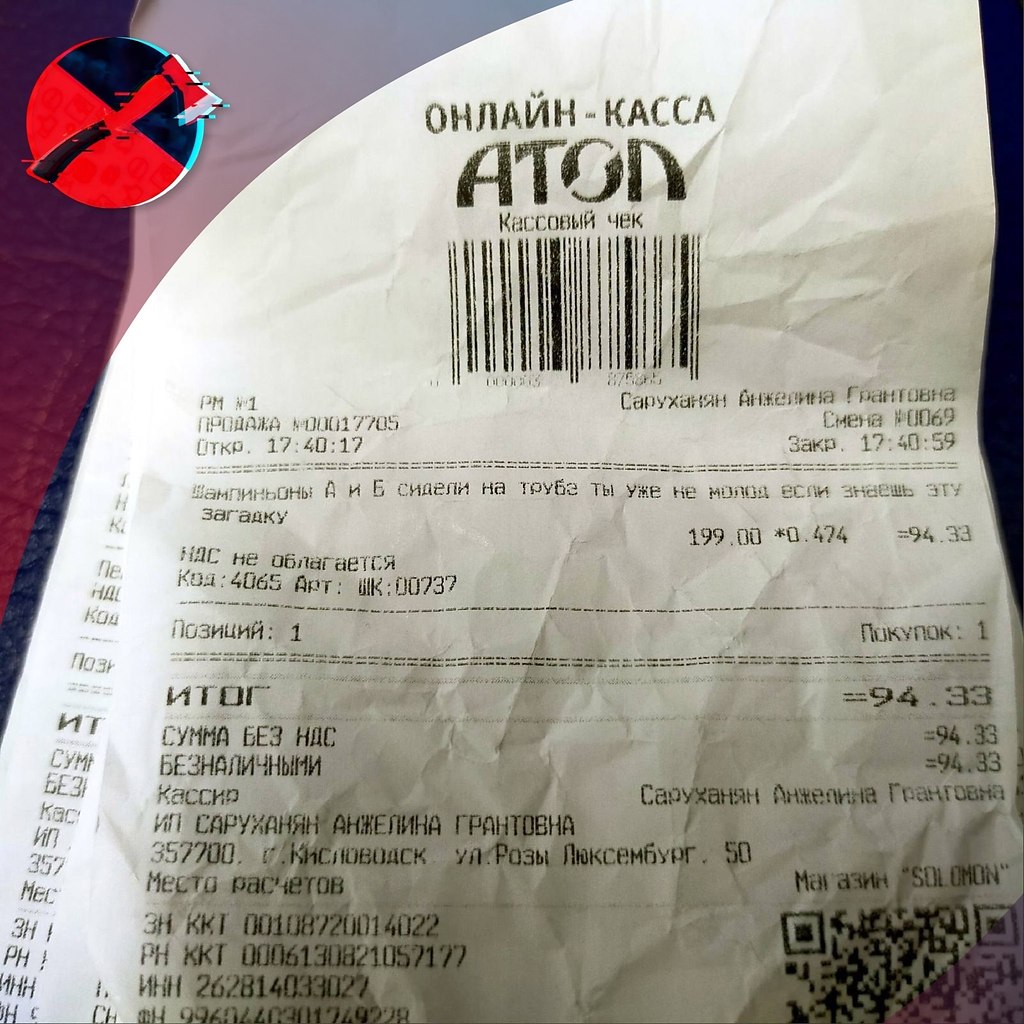 ОНЛАЙН-КАССА
АТОЛ
Кассовый чек
РМ №1
Саруханян Анжелина Грантовна
ПРОДАЖА №00017705
Смена №0069
Откр. 17:40:17
Закр. 17:40:59
Шампиньоны А и Б сидели на трубе ты уже не молод если знаешь эту
загадку
199.00 *0.474 =94.33
НДС не облагается
Код:4065 Арт: ШК:00737
Позиций: 1
Покупок: 1
ИТОГ =94.33
СУММА БЕЗ НДС =94.33
БЕЗНАЛИЧНЫМИ =94.33
Кассир Саруханян Анжелина Грантовна
ИП САРУХАНЯН АНЖЕЛИНА ГРАНТОВНА
357700. г.Кисловодск. ул.Розы Люксембург. 50
Место расчетов Магазин "SOLOMON"
ЗН ККТ 00108720014022
РН ККТ 0006130821057177
ИНН 262814033027
ФН 9960440301749228